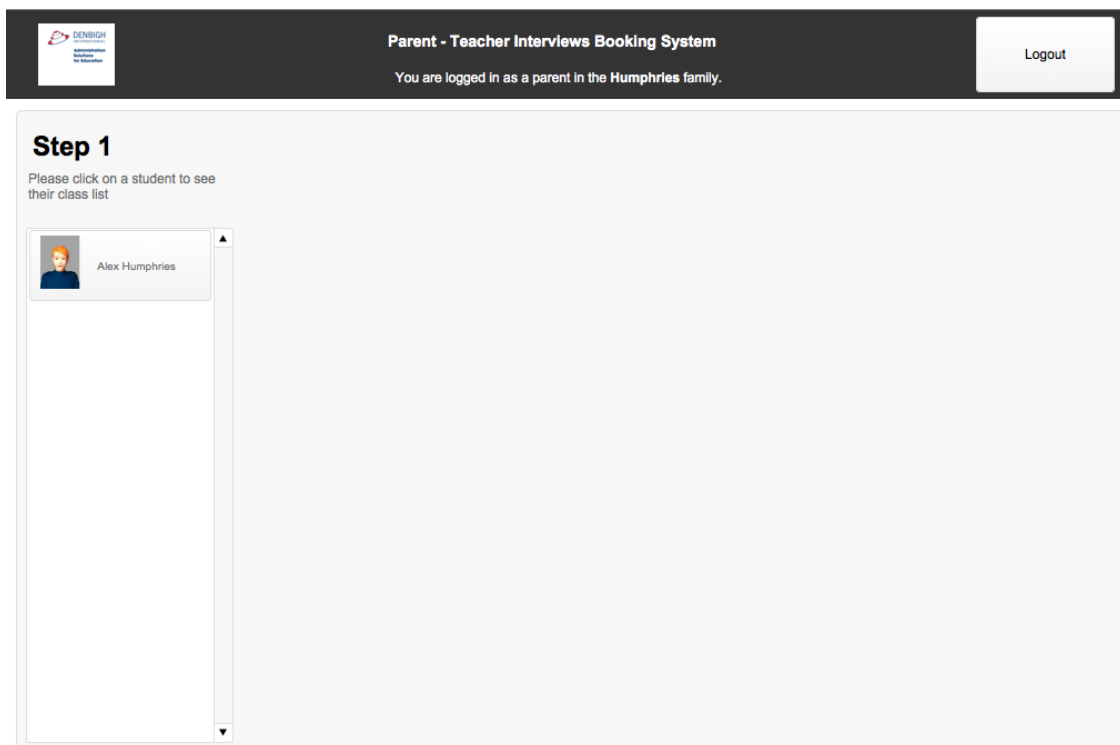 DENBIGH
INTERNATIONAL
Administration
Solutions
for Education
Parent - Teacher Interviews Booking System
You are logged in as a parent in the Humphries family.
Logout
Step 1
Please click on a student to see
their class list
Alex Humphries